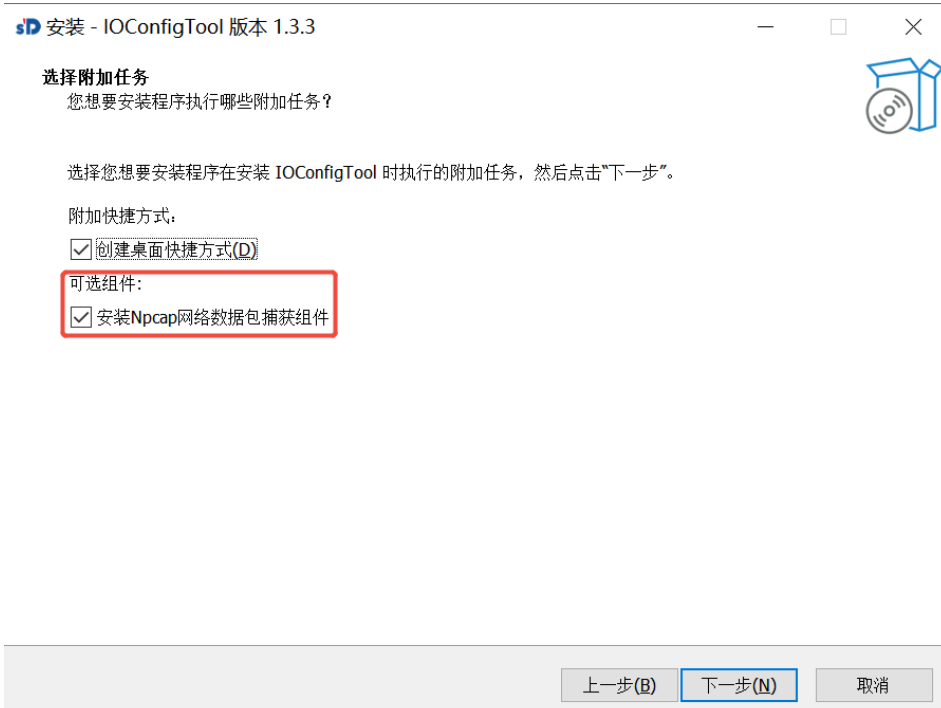 sD 安装 - IOConfigTool 版本 1.3.3
选择附加任务
您想要安装程序执行哪些附加任务？
选择您想要安装程序在安装 IOConfigTool 时执行的附加任务，然后点击“下一步”。
附加快捷方式：
创建桌面快捷方式(D)
可选组件：
安装Npcap网络数据包捕获组件
上一步(B) 下一步(N) 取消